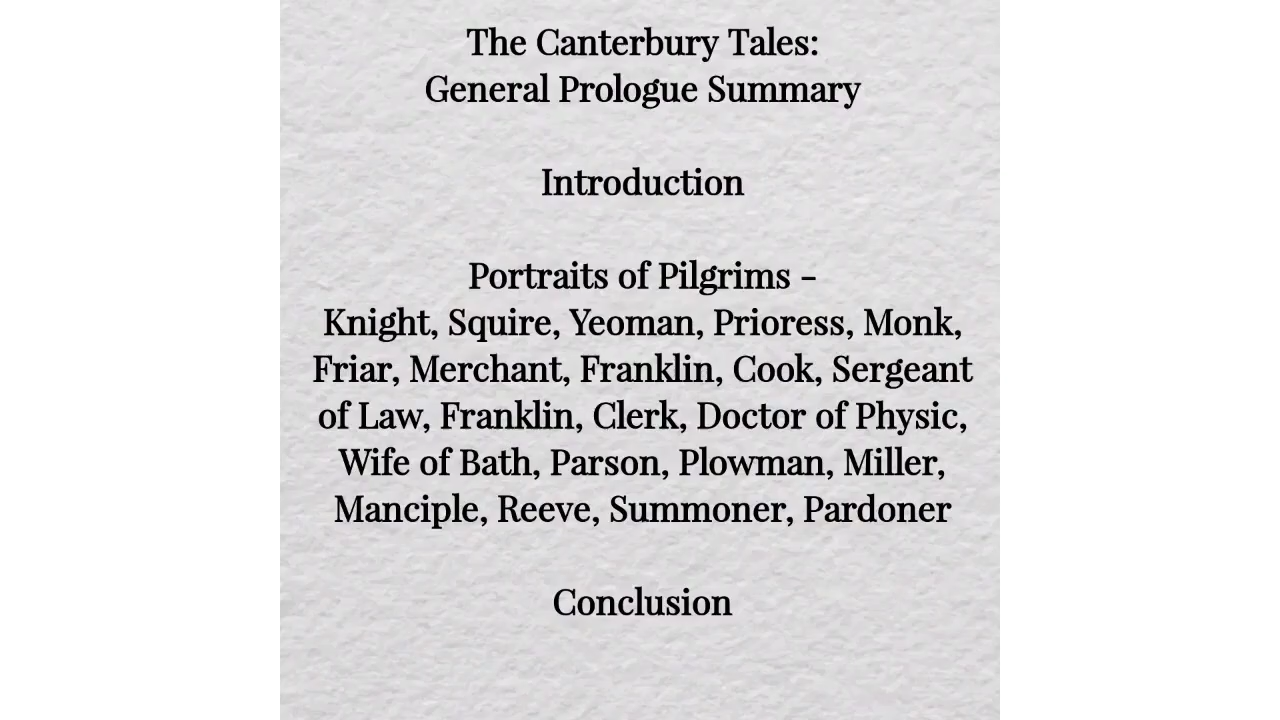 The Canterbury Tales:
General Prologue Summary
Introduction
Portraits of Pilgrims -
Knight, Squire, Yeoman, Prioress, Monk,
Friar, Merchant, Franklin, Cook, Sergeant
of Law, Franklin, Clerk, Doctor of Physic,
Wife of Bath, Parson, Plowman, Miller,
Manciple, Reeve, Summoner, Pardoner
Conclusion